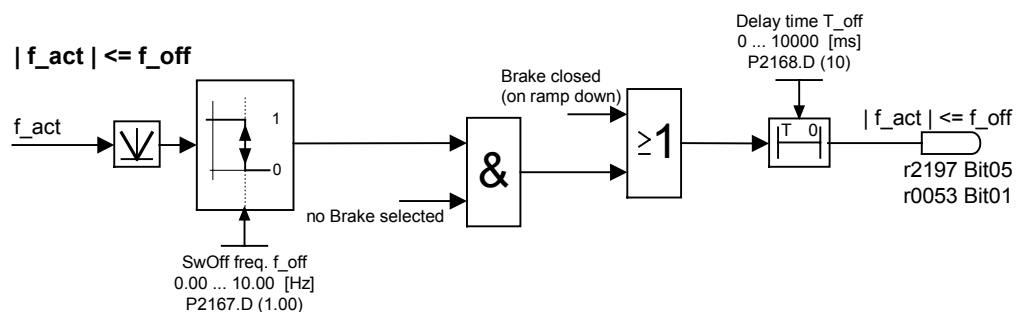 Delay time T_off
0 ... 10000 [ms]
P2168.D (10)
| f_act | <= f_off
Brake closed
(on ramp down)
f_act
1
0
&
≥1
T 0
| f_act | <= f_off
r2197 Bit05
r0053 Bit01
no Brake selected
SwOff freq. f_off
0.00 ... 10.00 [Hz]
P2167.D (1.00)